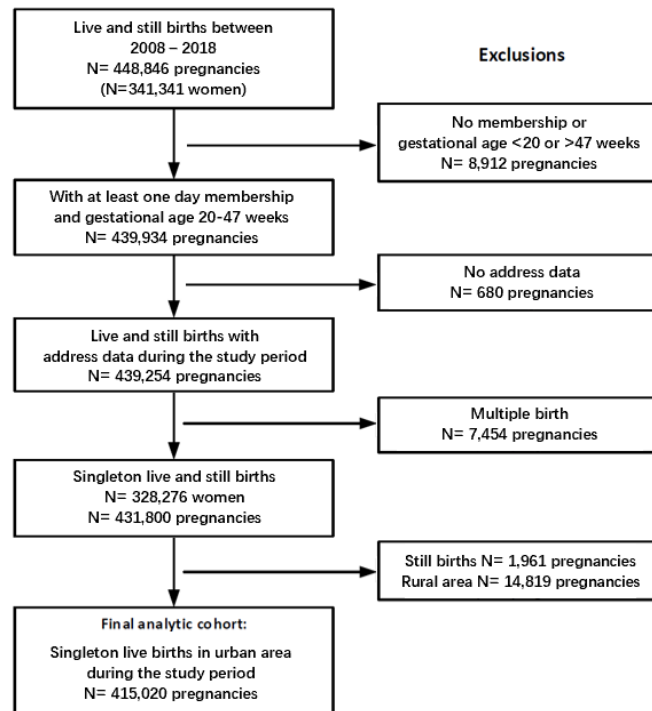 Live and still births between
2008 – 2018
N= 448,846 pregnancies
(N=341,341 women)
Exclusions
No membership or
gestational age <20 or >47 weeks
N= 8,912 pregnancies
With at least one day membership
and gestational age 20-47 weeks
N= 439,934 pregnancies
No address data
N= 680 pregnancies
Live and still births with
address data during the study period
N= 439,254 pregnancies
Multiple birth
N= 7,454 pregnancies
Singleton live and still births
N= 328,276 women
N= 431,800 pregnancies
Still births N= 1,961 pregnancies
Rural area N= 14,819 pregnancies
Final analytic cohort:
Singleton live births in urban area
during the study period
N= 415,020 pregnancies